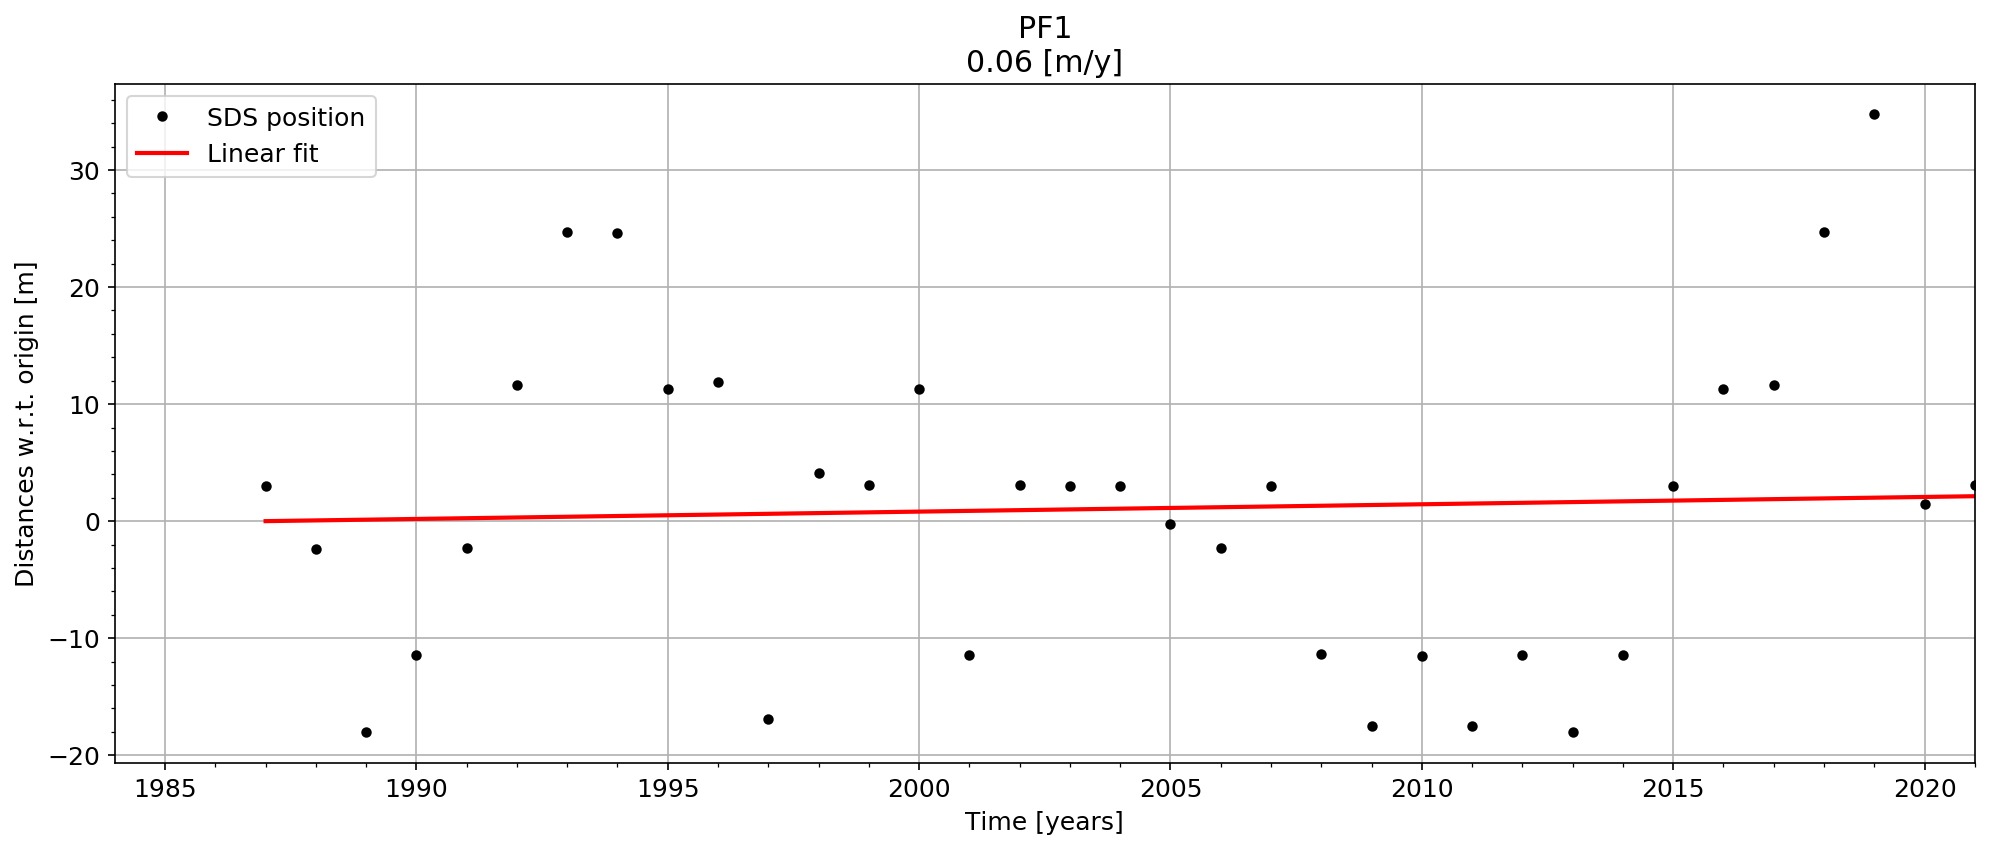 PF1
0.06 [m/y]
SDS position
Linear fit
Distances w.r.t. origin [m]
30
20
10
0
−10
−20
1985 1990 1995 2000 2005 2010 2015 2020
Time [years]